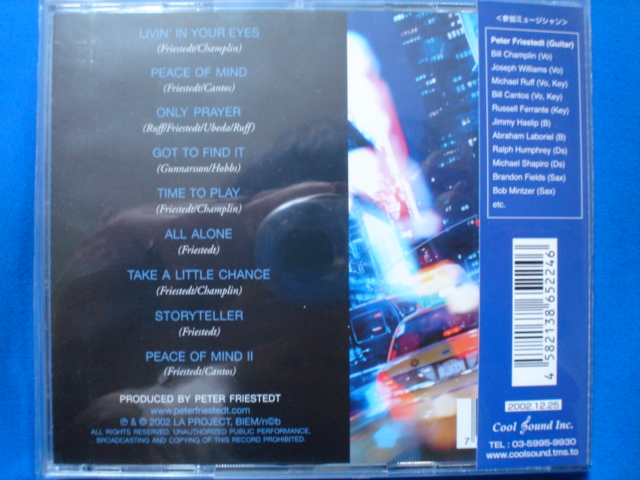 LIVIN' IN YOUR EYES
(Friestedt/Champlin)
PEACE OF MIND
(Friestedt/Cantos)
ONLY PRAYER
(Ruff/Friestedt/Ubeda/Ruff)
GOT TO FIND IT
(Gunnarsson/Hobbs)
TIME TO PLAY
(Friestedt/Champlin)
ALL ALONE
(Friestedt)
TAKE A LITTLE CHANCE
(Friestedt/Champlin)
STORYTELLER
(Friestedt)
PEACE OF MIND II
(Friestedt/Cantos)
PRODUCED BY PETER FRIESTEDT
www.peterfriestedt.com
℗ & © 2002 LA PROJECT, BIEM/n©b
ALL RIGHTS RESERVED. UNAUTHORIZED PUBLIC PERFORMANCE,
BROADCASTING AND COPYING OF THIS RECORD PROHIBITED.
7
<参加ミュージシャン>
Peter Friestedt (Guitar)
Bill Champlin (Vo)
Joseph Williams (Vo)
Michael Ruff (Vo, Key)
Bill Cantos (Vo, Key)
Russell Ferrante (Key)
Jimmy Haslip (B)
Abraham Laboriel (B)
Ralph Humphrey (Ds)
Michael Shapiro (Ds)
Brandon Fields (Sax)
Bob Mintzer (Sax)
etc.
4 582138 652246
2002.12.25
Cool Sound Inc.
TEL : 03-5995-9930
www.coolsound.tms.to